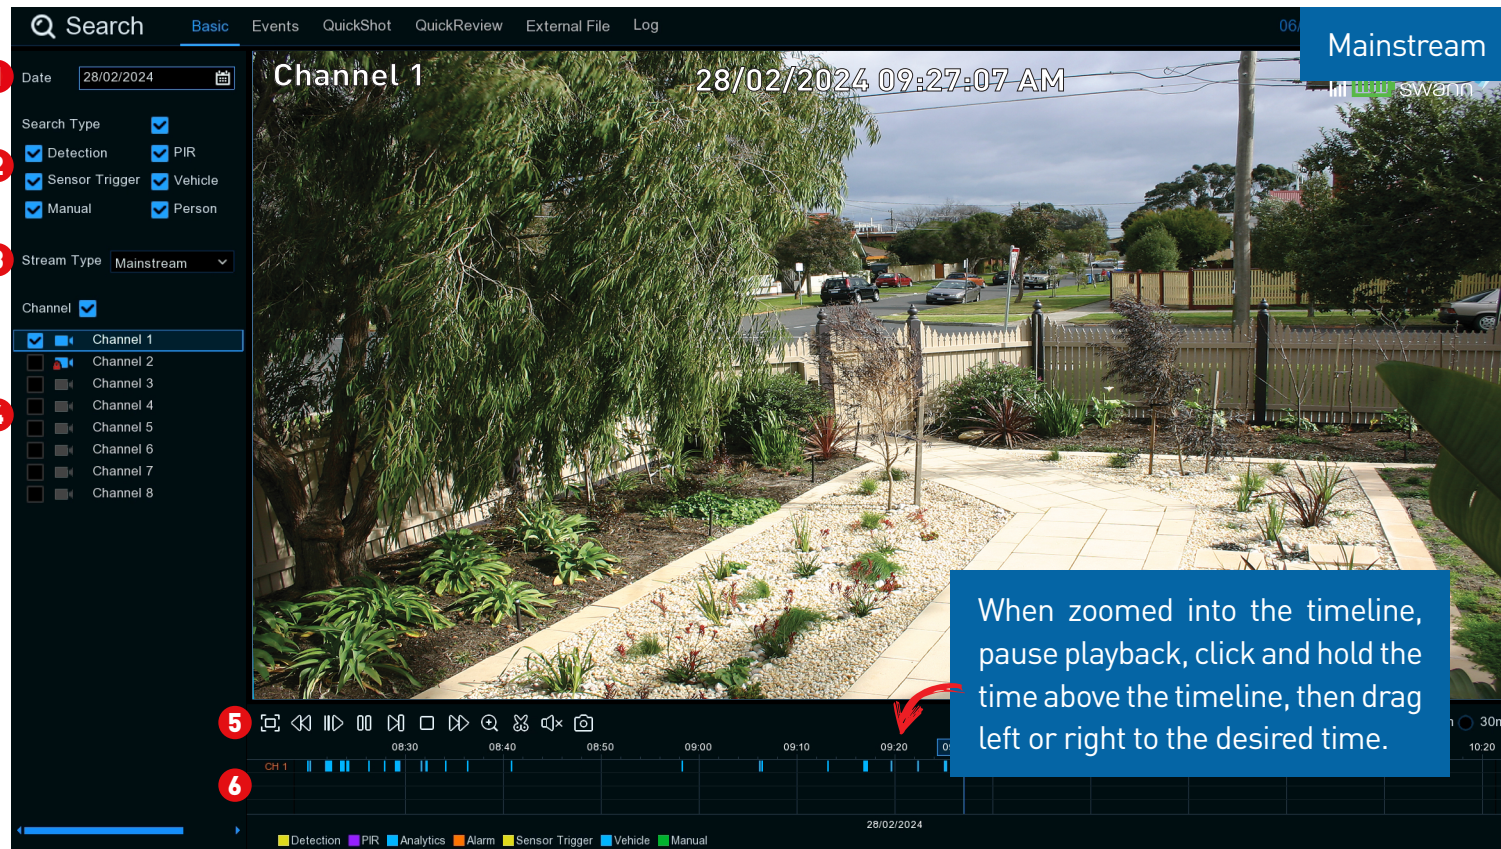 Search Basic Events QuickShot QuickReview External File Log 06/
Mainstream
Date 28/02/2024
Channel 1 28/02/2024 09:27:07 AM
swann
Search Type
2 Detection PIR
Sensor Trigger Vehicle
Manual Person
Stream Type Mainstream
Channel
Channel 1
Channel 2
Channel 3
Channel 4
Channel 5
Channel 6
Channel 7
Channel 8
When zoomed into the timeline,
pause playback, click and hold the
time above the timeline, then drag
left or right to the desired time.
5
08:30 08:40 08:50 09:00 09:10 09:20 10:20
CH 1
6
28/02/2024
Detection PIR Analytics Alarm Sensor Trigger Vehicle Manual